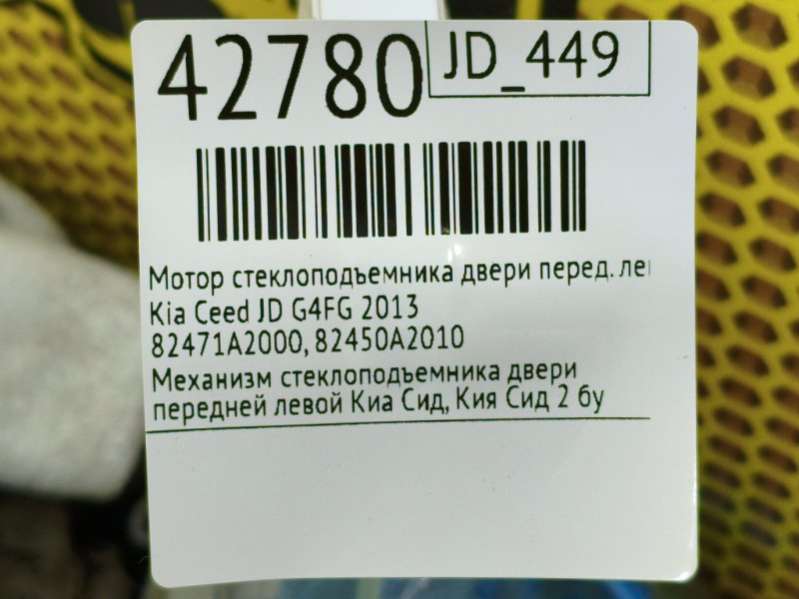 42780
JD_449
Мотор стеклоподъемника двери перед. ле
Kia Ceed JD G4FG 2013
82471A2000, 82450A2010
Механизм стеклоподъемника двери
передней левой Киа Сид, Кия Сид 2 бу